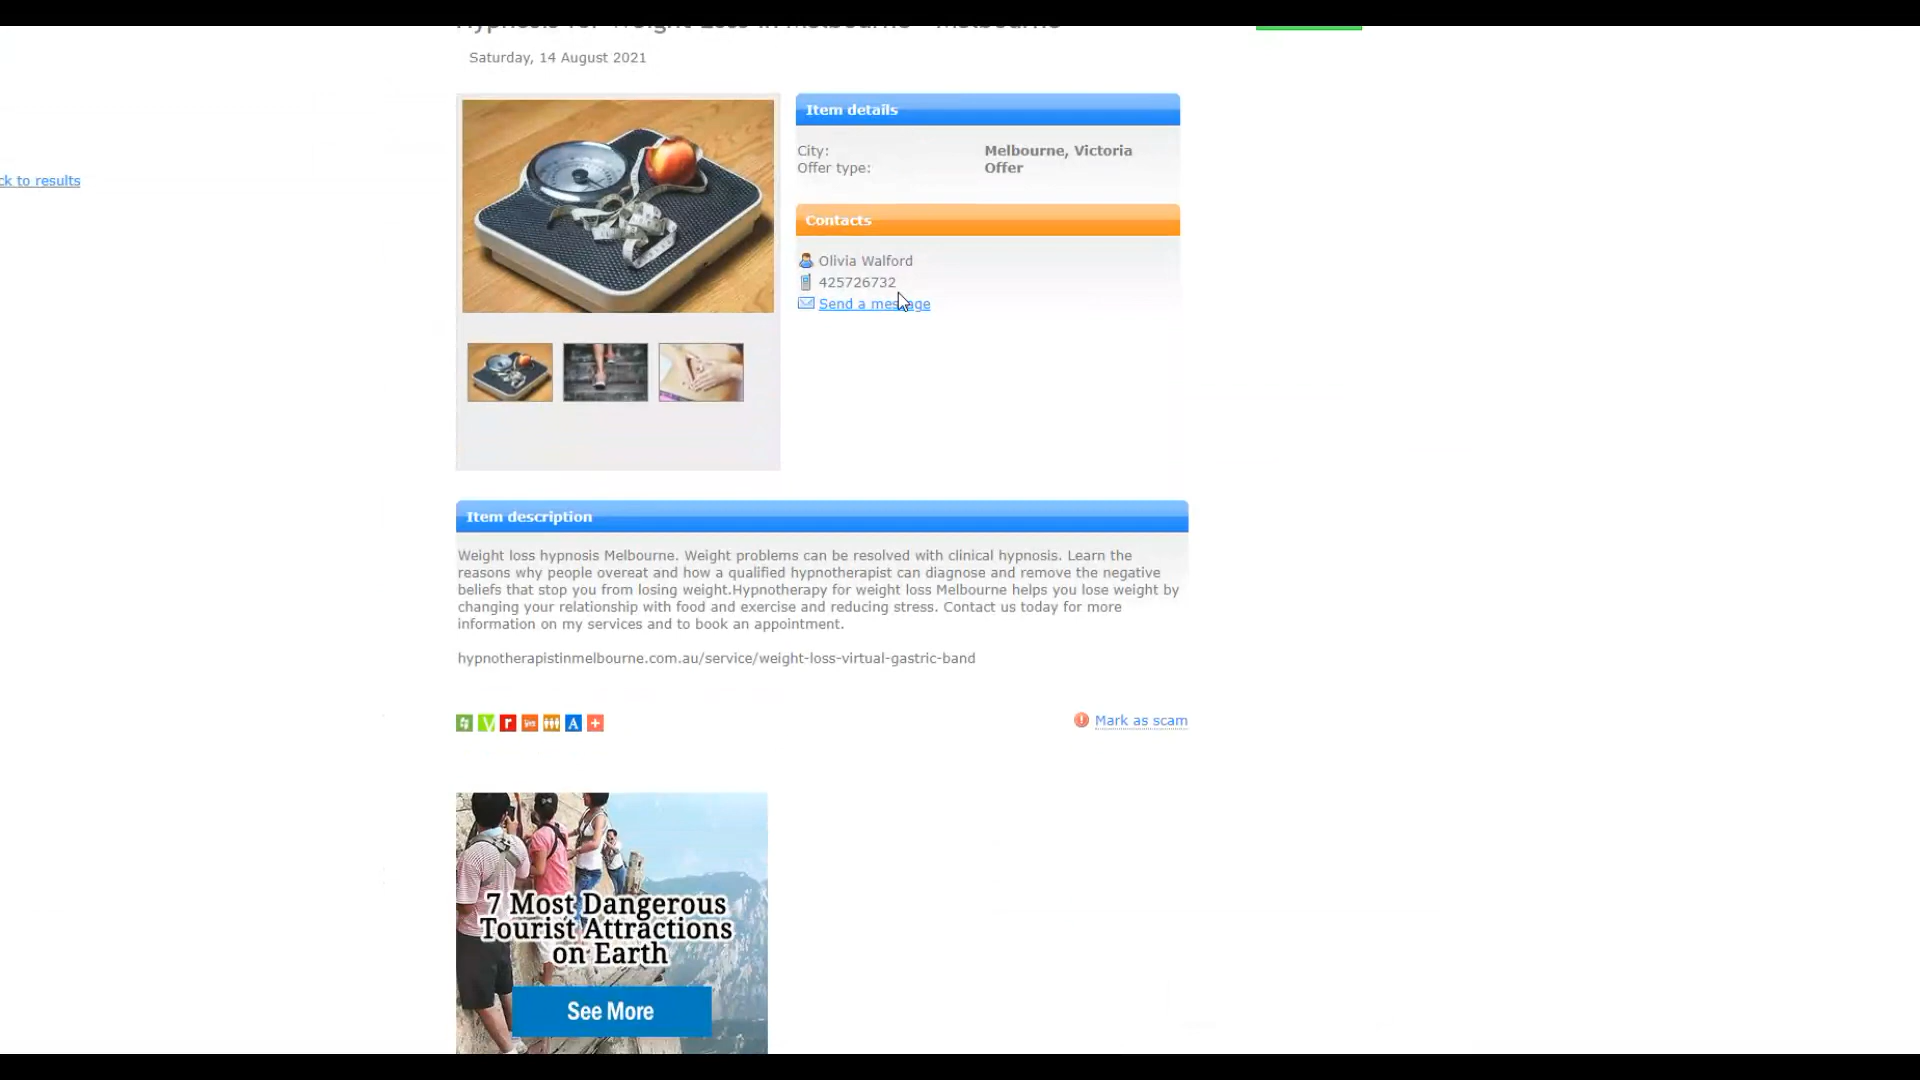 Hypnosis for Weight Loss in Melbourne - Melbourne
Saturday, 14 August 2021
ck to results
Item details
City: Melbourne, Victoria
Offer type: Offer
Contacts
Olivia Walford
425726732
Send a message
Item description
Weight loss hypnosis Melbourne. Weight problems can be resolved with clinical hypnosis. Learn the
reasons why people overeat and how a qualified hypnotherapist can diagnose and remove the negative
beliefs that stop you from losing weight.Hypnotherapy for weight loss Melbourne helps you lose weight by
changing your relationship with food and exercise and reducing stress. Contact us today for more
information on my services and to book an appointment.
hypnotherapistinmelbourne.com.au/service/weight-loss-virtual-gastric-band
Mark as scam
7 Most Dangerous
Tourist Attractions
on Earth
See More